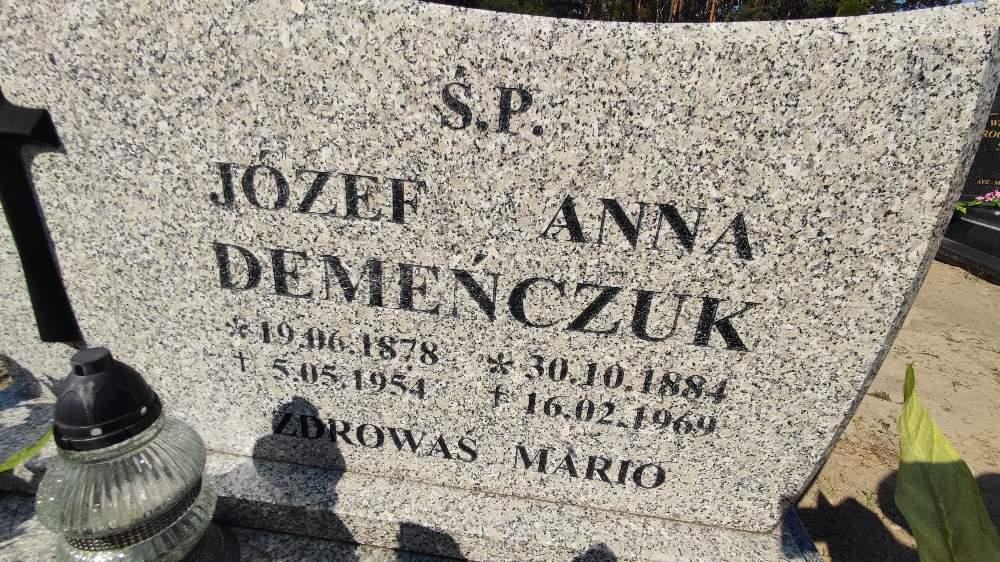 Ś.P.
JÓZEF ANNA
DEMEŃCZUK
* 19.06.1878 * 30.10.1884
† 5.05.1954 † 16.02.1969
ZDROWAŚ MARIO